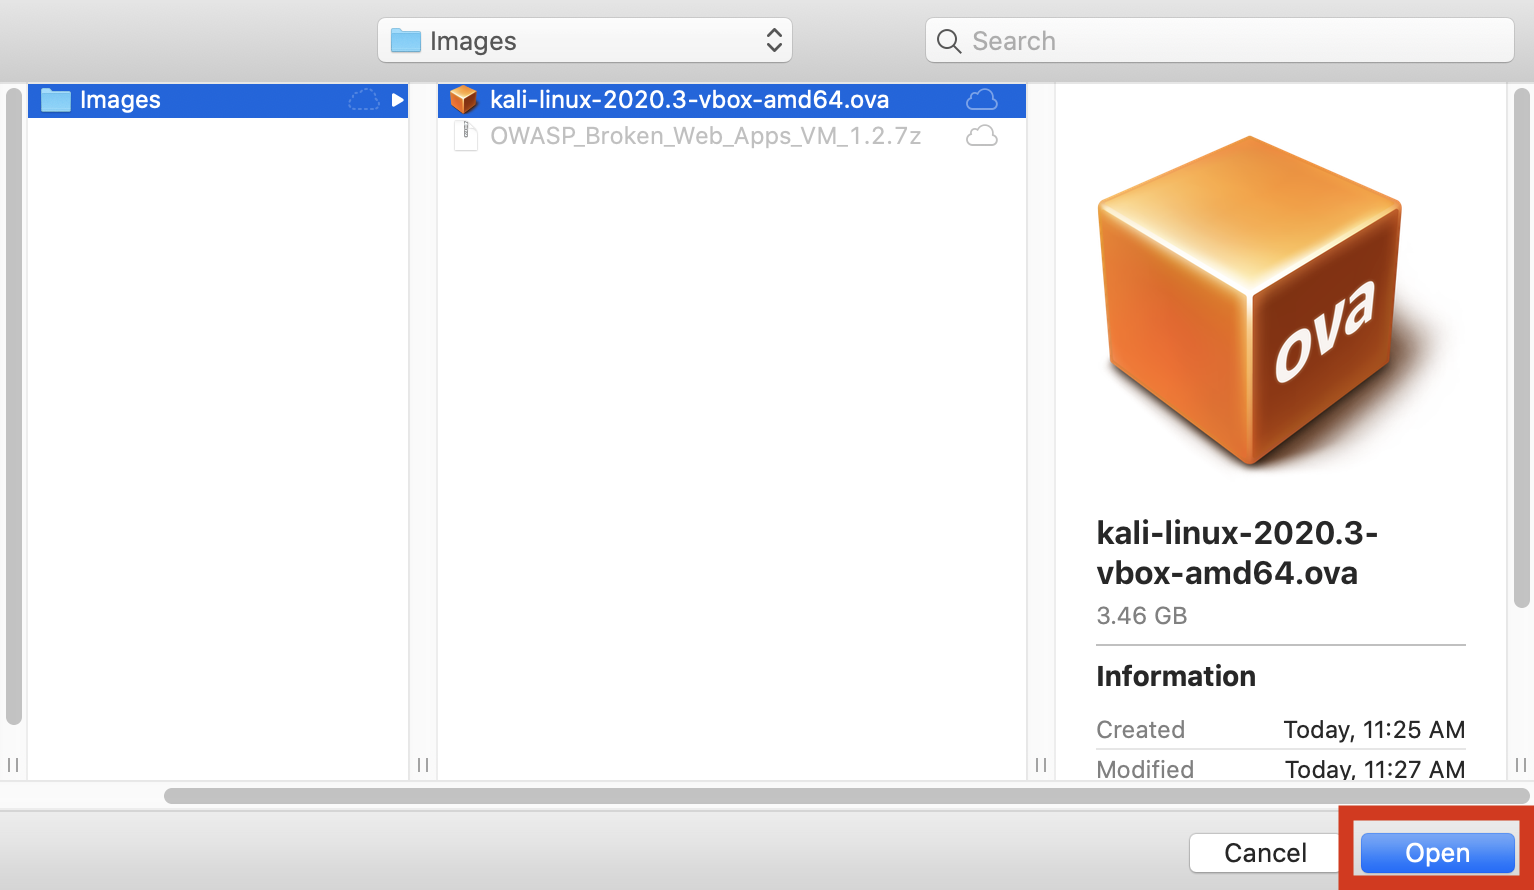 Images
Search
Images
kali-linux-2020.3-vbox-amd64.ova
OWASP_Broken_Web_Apps_VM_1.2.7z
ova
kali-linux-2020.3-
vbox-amd64.ova
3.46 GB
Information
Created Today, 11:25 AM
Modified Today, 11:27 AM
Cancel Open